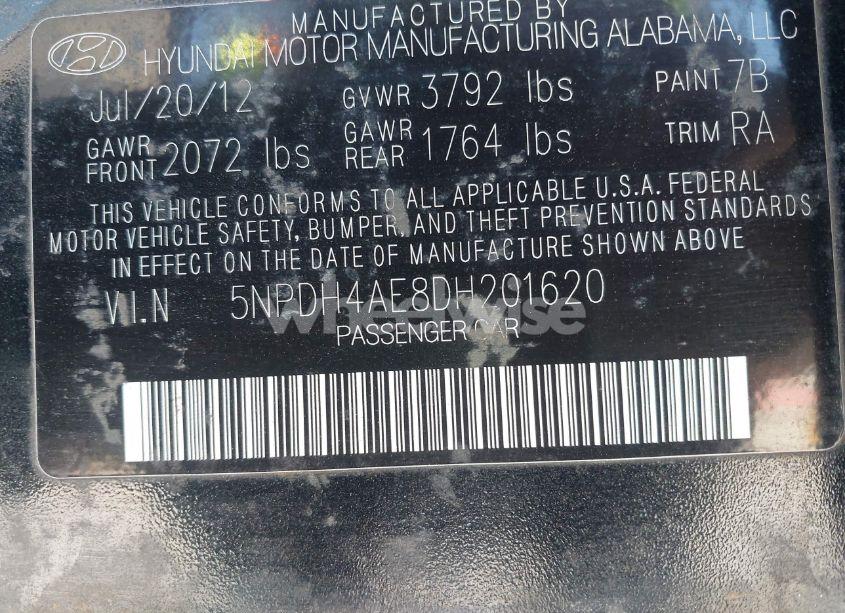 MANUFACTURED BY
HYUNDAI MOTOR MANUFACTURING ALABAMA, LLC
Jul/20/12 GVWR 3792 lbs PAINT 7B
GAWR FRONT 2072 lbs GAWR REAR 1764 lbs TRIM RA
THIS VEHICLE CONFORMS TO ALL APPLICABLE U.S.A. FEDERAL
MOTOR VEHICLE SAFETY, BUMPER, AND THEFT PREVENTION STANDARDS
IN EFFECT ON THE DATE OF MANUFACTURE SHOWN ABOVE
V.I.N 5NPDH4AE8DH201620
wheelwise
PASSENGER CAR